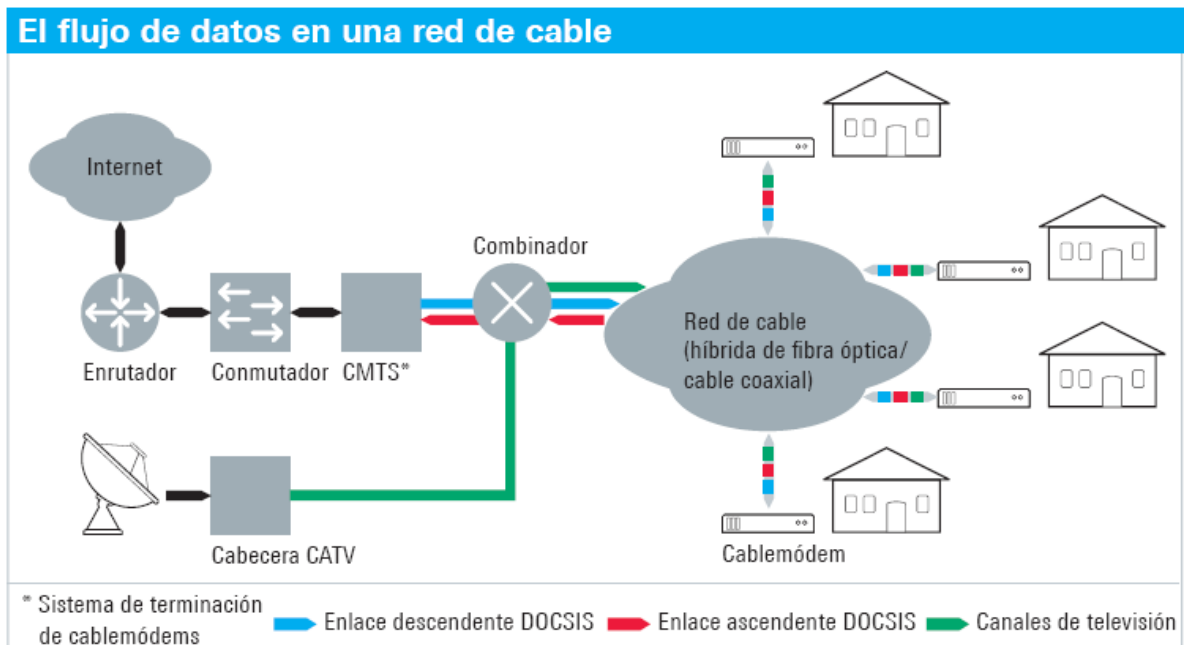 El flujo de datos en una red de cable
Internet
Combinador
Red de cable
(híbrida de fibra óptica/
cable coaxial)
Enrutador
Conmutador
CMTS*
Cabecera CATV
Cablemódem
* Sistema de terminación
de cablemódems
Enlace descendente DOCSIS
Enlace ascendente DOCSIS
Canales de televisión